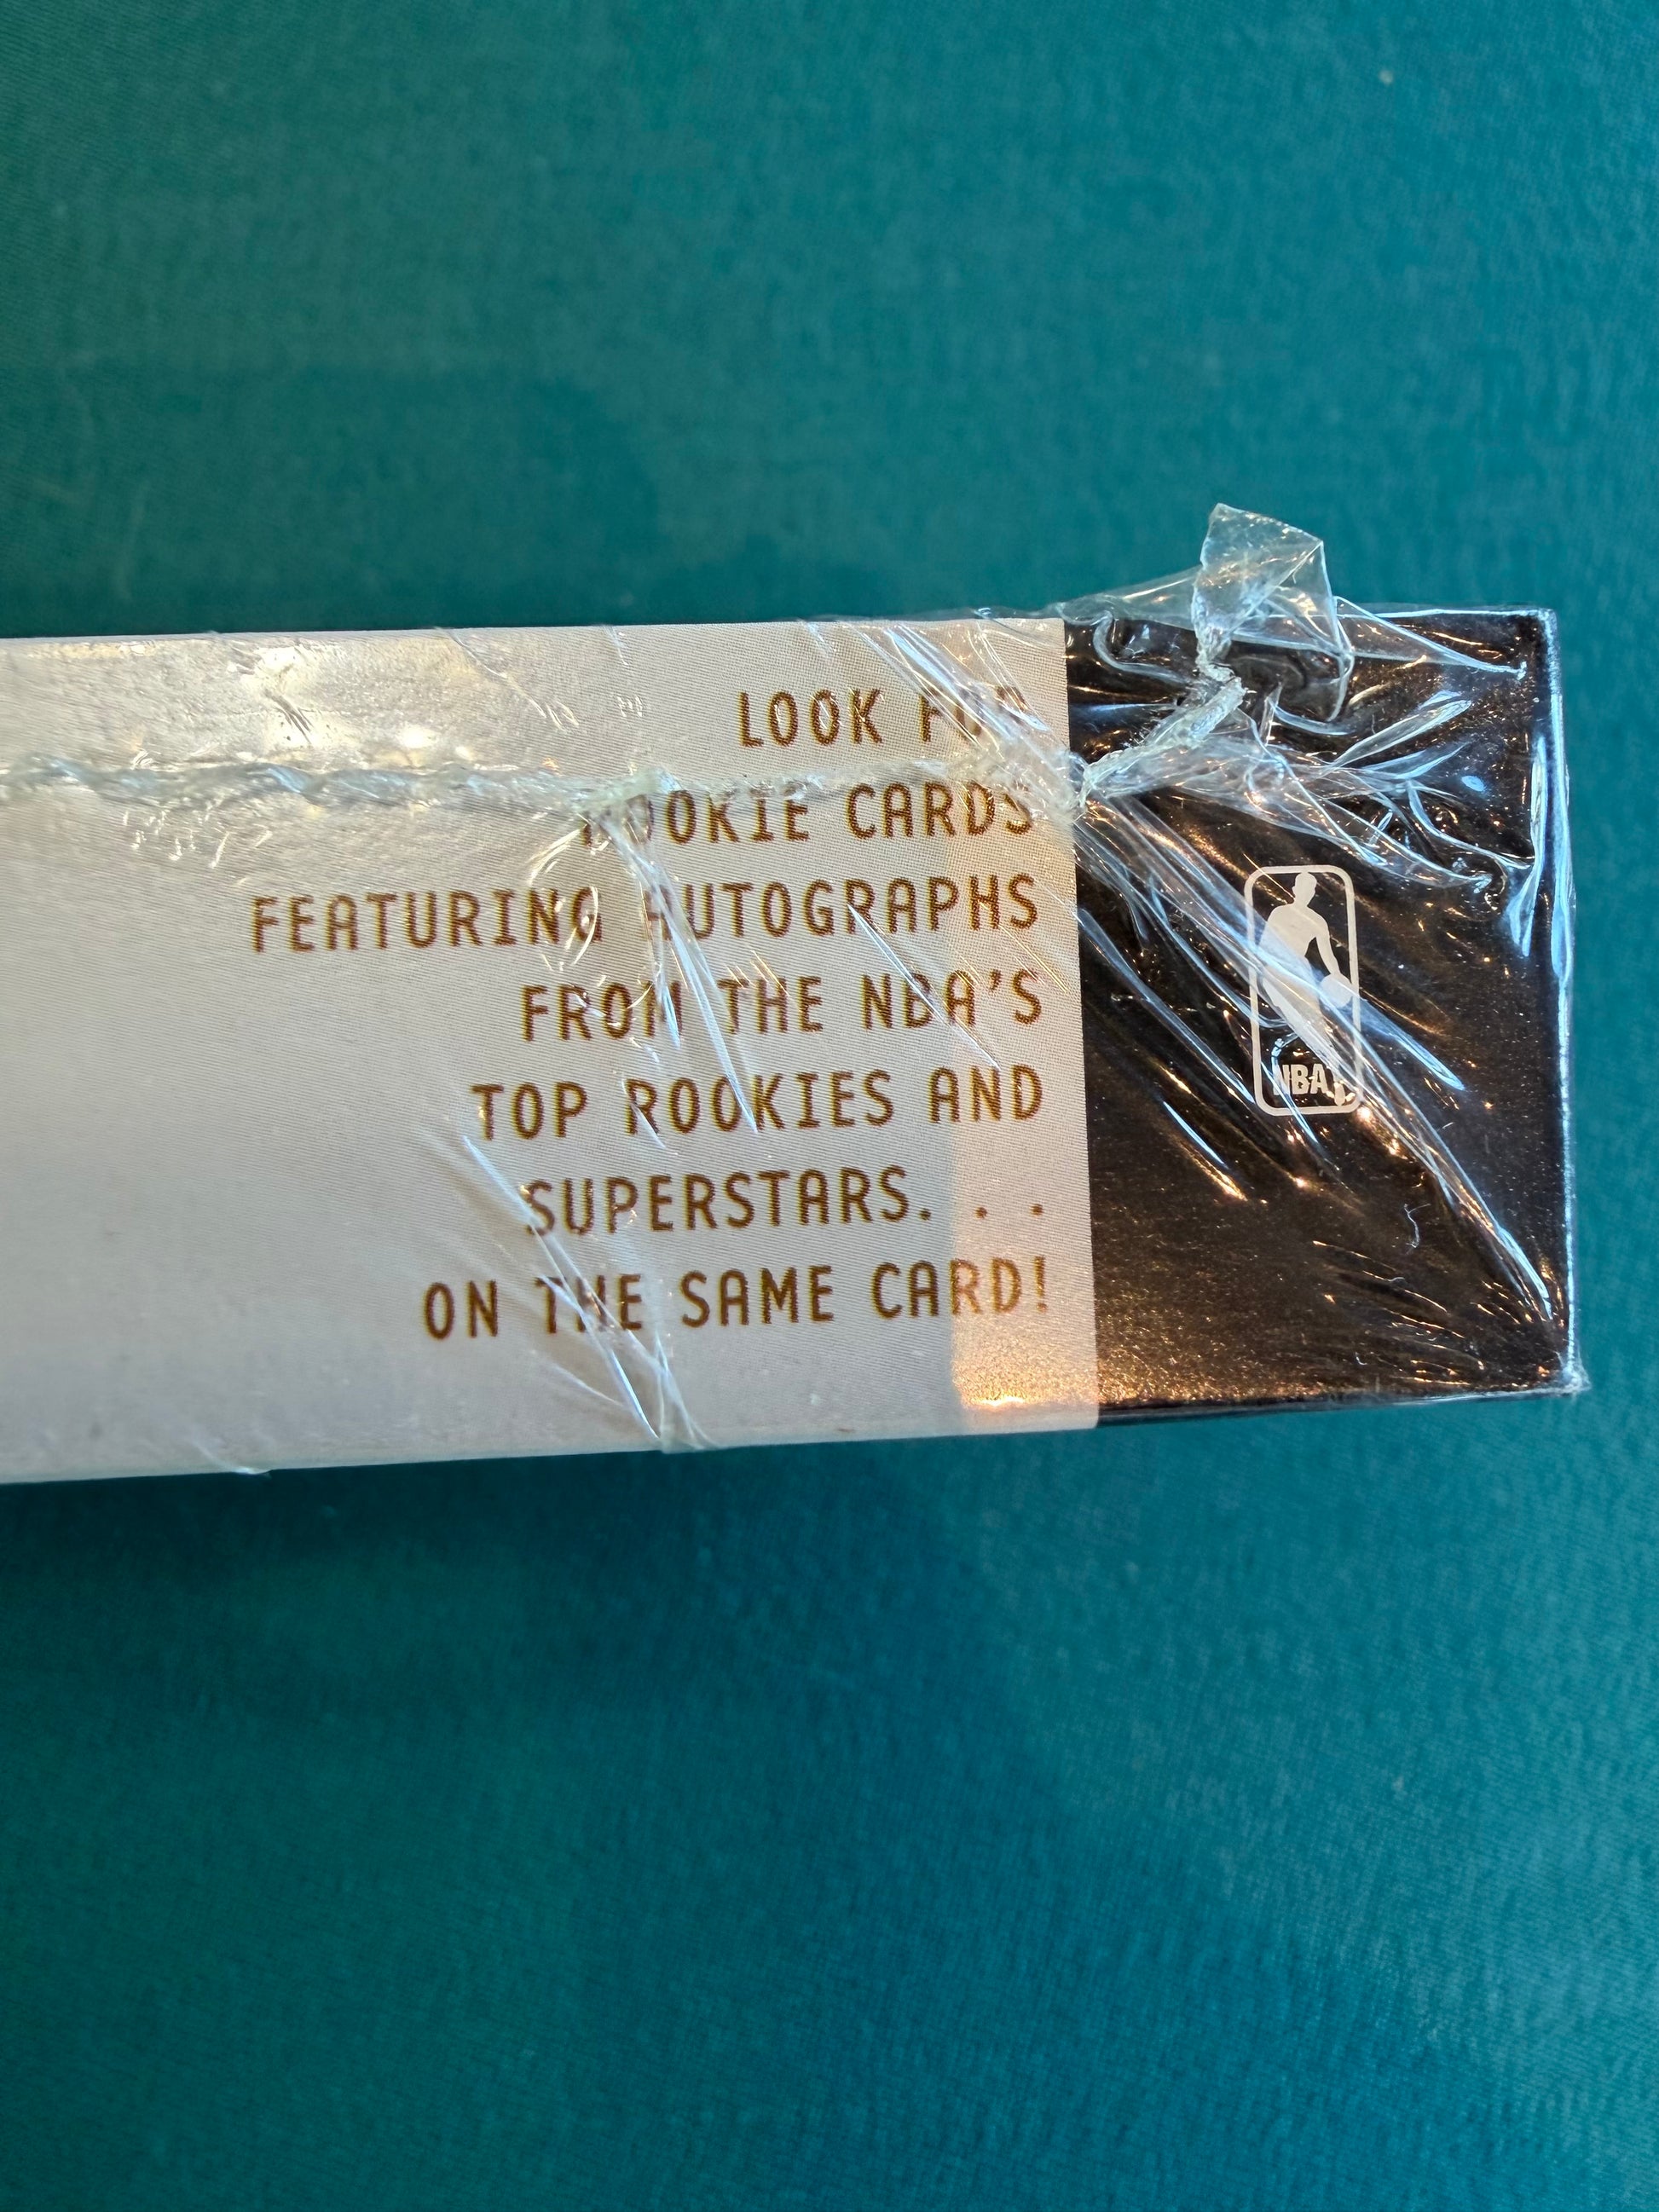 LOOK FOR
ROOKIE CARDS
FEATURING AUTOGRAPHS
FROM THE NBA'S
TOP ROOKIES AND
SUPERSTARS. . .
ON THE SAME CARD!
NBA